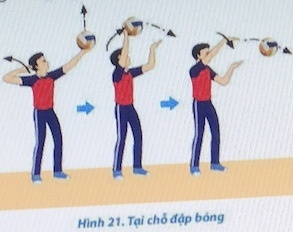 Hình 21. Tại chỗ đập bóng